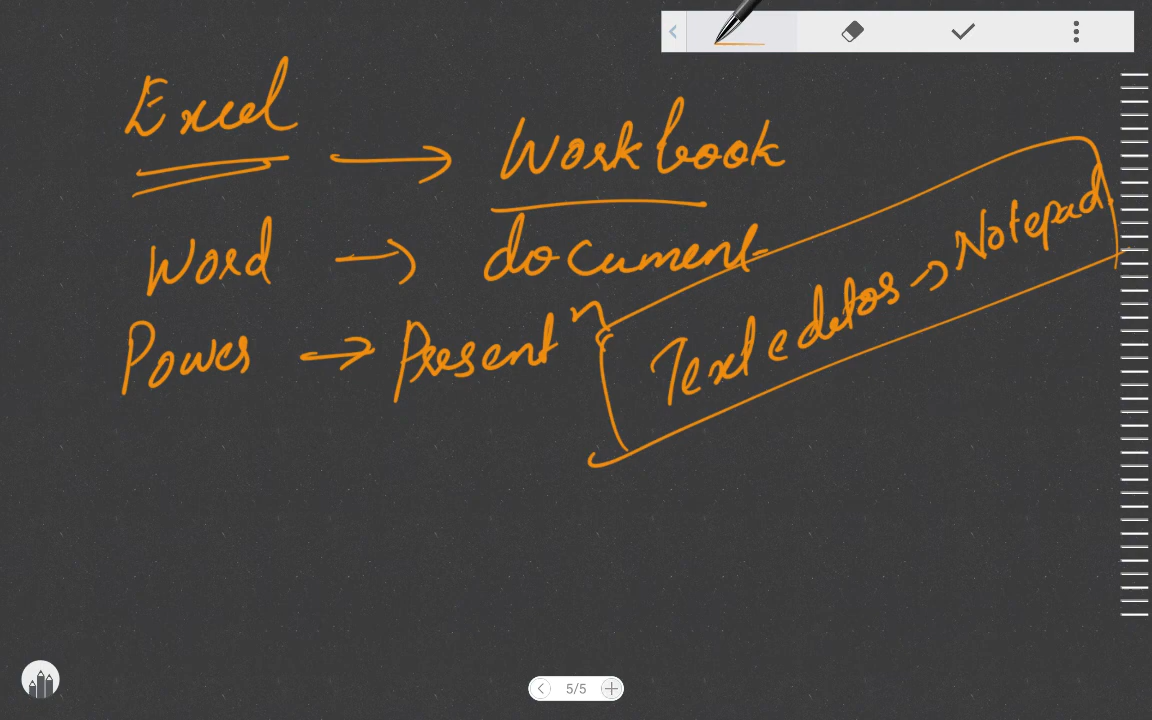 Excel → Workbook
Word → document
Power → Present n
Text editor → Notepad
5/5